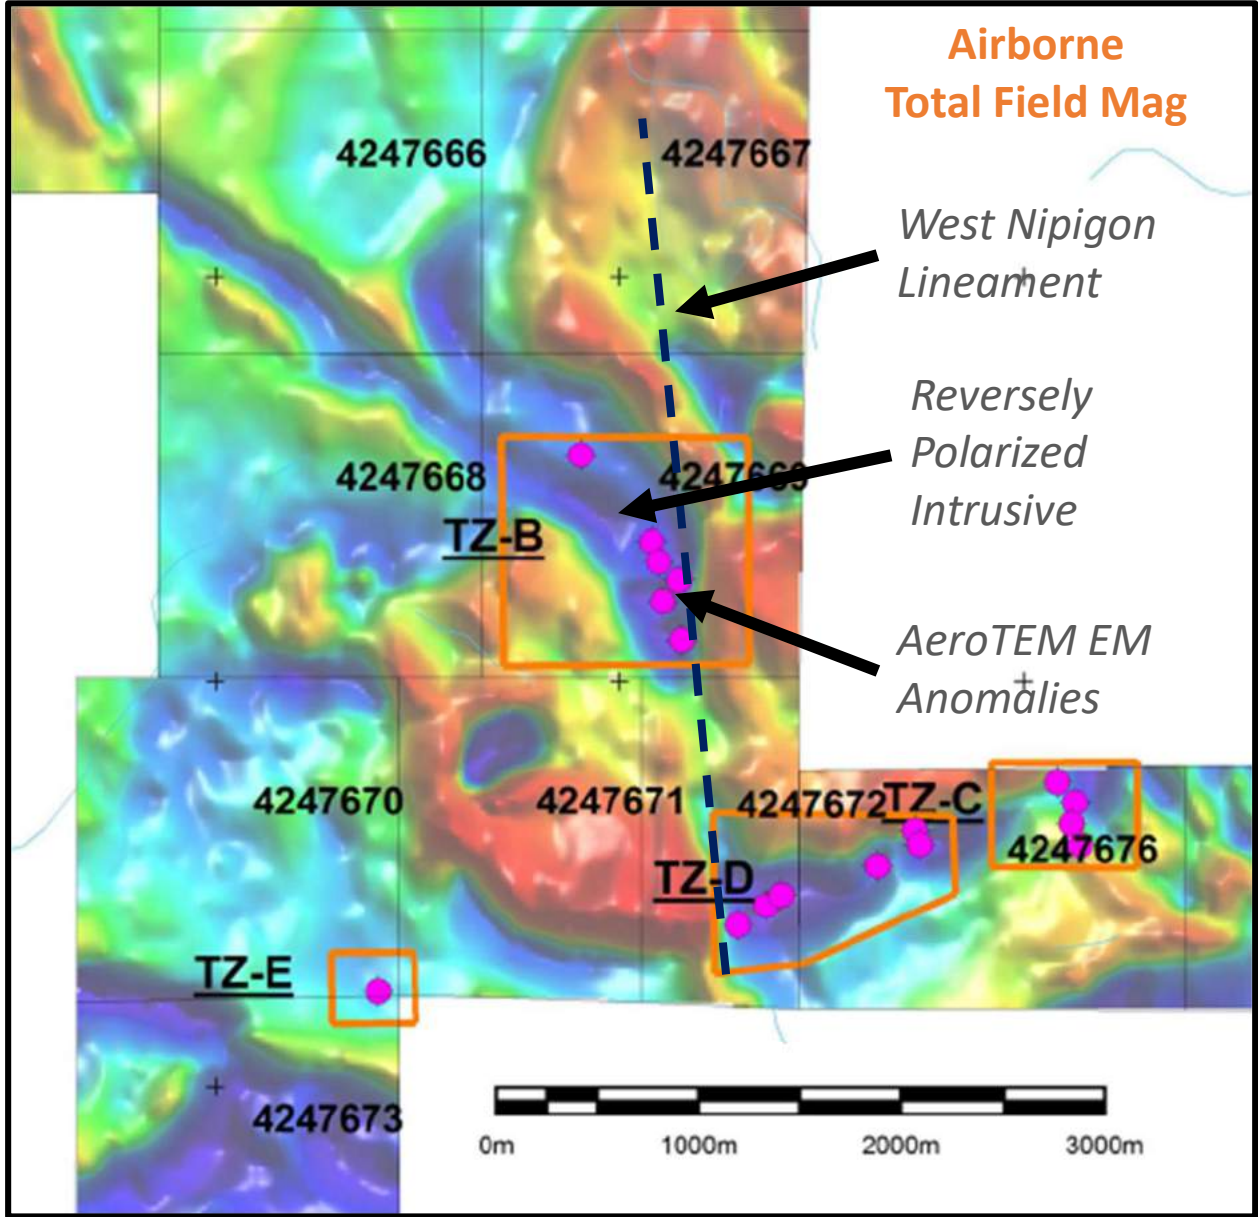 Airborne
Total Field Mag
4247666
4247667
West Nipigon
Lineament
Reversely
Polarized
Intrusive
4247668
4247669
TZ-B
AeroTEM EM
Anomalies
4247670
4247671
4247672
TZ-C
4247676
TZ-D
TZ-E
4247673
0m
1000m
2000m
3000m